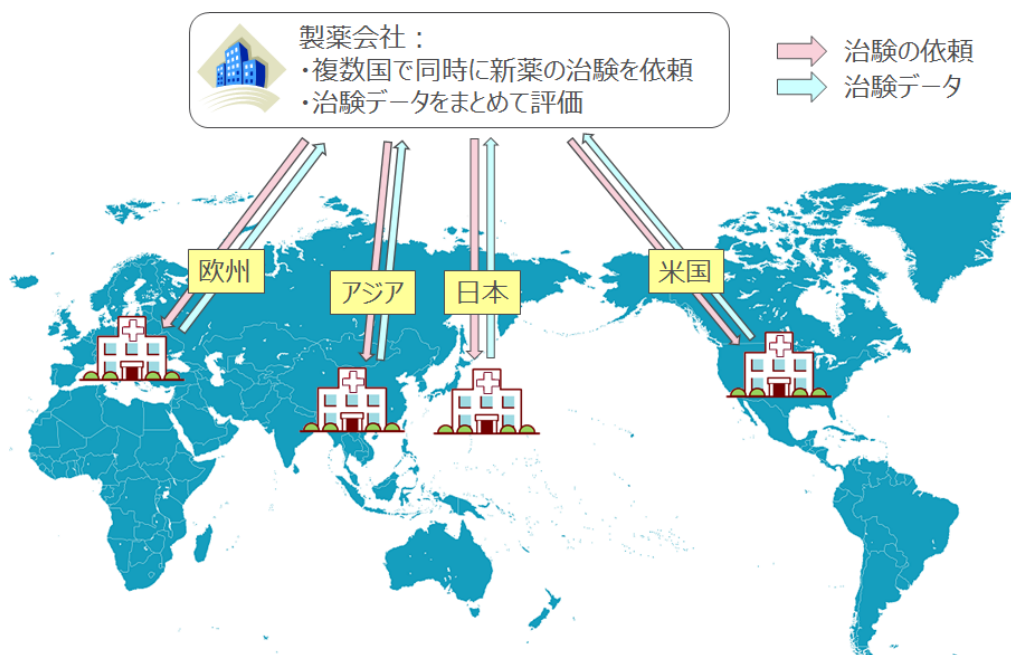 製薬会社：
・複数国で同時に新薬の治験を依頼
・治験データをまとめて評価
治験の依頼
治験データ
欧州
アジア
日本
米国